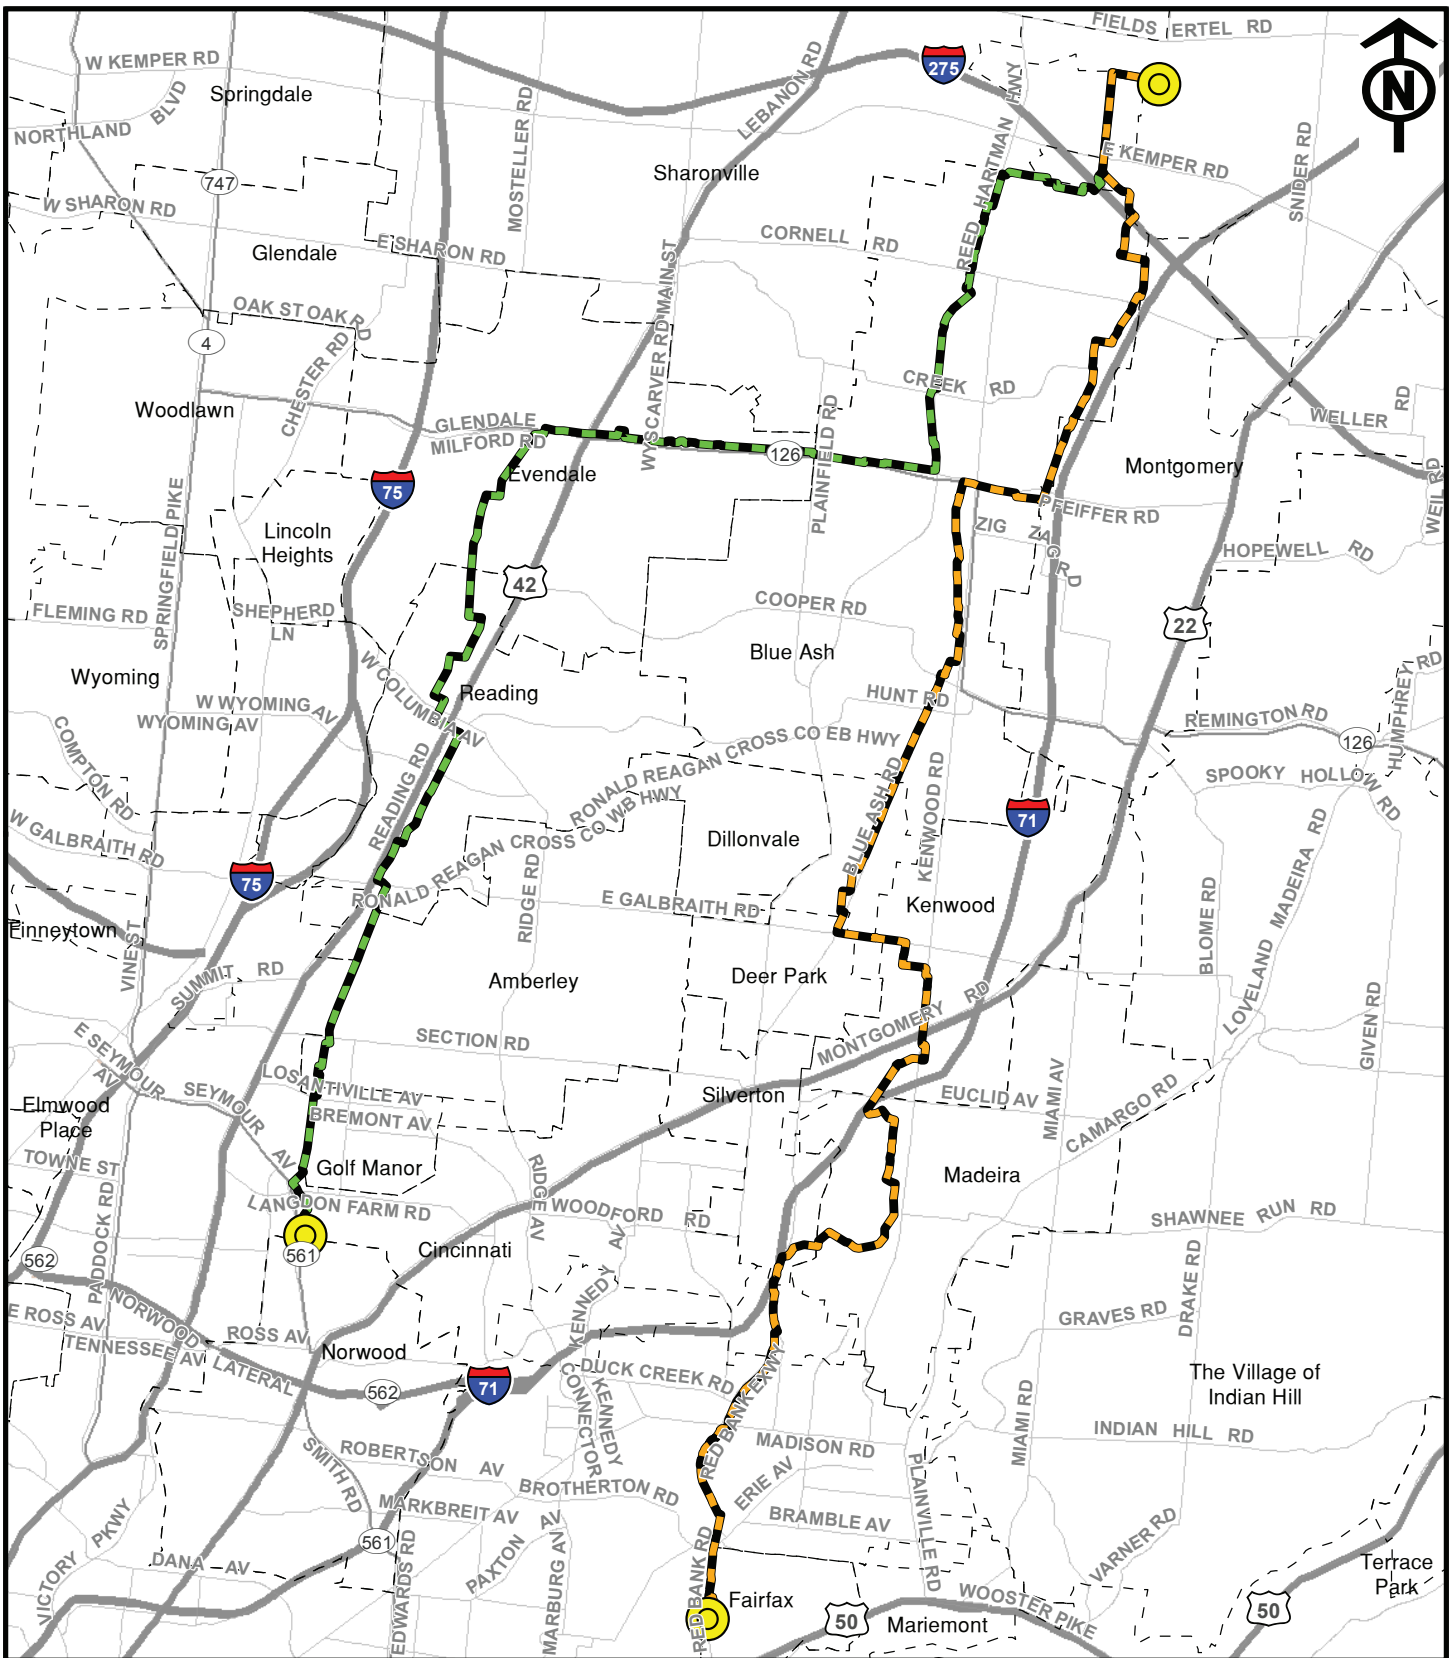 FIELDS ERTEL RD
W KEMPER RD
275
N
Springdale
BLVD
NORTHLAND
MOSTELLER RD
LEBANON RD
REED HARTMAN HWY
E KEMPER RD
SNIDER RD
Sharonville
747
W SHARON RD
Glendale
E SHARON RD
CORNELL RD
WYSCARVER RD
MAIN ST
OAK ST
OAK RD
4
CHESTER RD
CREEK RD
Woodlawn
GLENDALE
MILFORD RD
126
PLAINFIELD RD
WELLER RD
Evendale
Montgomery
75
WEIL RD
SPRINGFIELD PIKE
Lincoln
Heights
PFEIFFER RD
ZIG ZAG RD
HOPEWELL RD
42
FLEMING RD
SHEPHERD
LN
COOPER RD
22
Blue Ash
Wyoming
W COLUMBIA AV
Reading
HUNT RD
HUMPHREY RD
W WYOMING AV
WYOMING AV
REMINGTON RD
126
COMPTON RD
READING RD
RONALD REAGAN CROSS CO EB HWY
RONALD REAGAN CROSS CO WB HWY
BLUE ASH RD
KENWOOD RD
SPOOKY HOLLOW RD
71
W GALBRAITH RD
Dillonvale
75
RIDGE RD
E GALBRAITH RD
Kenwood
BLOME RD
LOVELAND MADEIRA RD
Finneytown
VINE ST
SUMMIT RD
Amberley
Deer Park
GIVEN RD
MONTGOMERY RD
SECTION RD
E SEYMOUR
AV
SEYMOUR AV
LOSANTIVILLE AV
BREMONT AV
Silverton
EUCLID AV
MIAMI AV
CAMARGO RD
Elmwood
Place
TOWNE ST
Golf Manor
Madeira
PADDOCK RD
LANGDON FARM RD
RIDGE AV
WOODFORD RD
SHAWNEE RUN RD
562
561
Cincinnati
KENNEDY AV
DRAKE RD
E ROSS AV
NORWOOD LATERAL
ROSS AV
TENNESSEE AV
Norwood
GRAVES RD
562
71
DUCK CREEK RD
KENNEDY
CONNECTOR
RED BANK EXWY
The Village of
Indian Hill
MIAMI RD
SMITH RD
ROBERTSON AV
MADISON RD
INDIAN HILL RD
BROTHERTON RD
ERIE AV
PLAINVILLE RD
MARKBREIT AV
BRAMBLE AV
VARNER RD
561
PAXTON AV
VICTORY PKWY
DANA AV
EDWARDS RD
MARBURG AV
RED BANK RD
Fairfax
50
Mariemont
WOOSTER PIKE
50
Terrace
Park